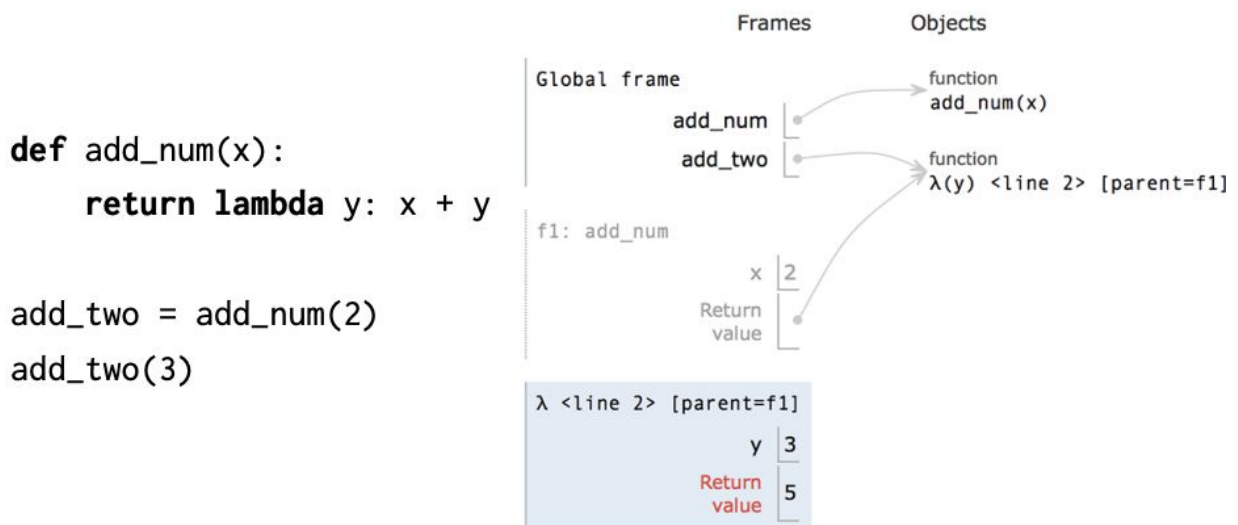 def add_num(x):
return lambda y: x + y
add_two = add_num(2)
add_two(3)
Frames
Objects
Global frame
add_num
add_two
function
add_num(x)
function
λ(y) <line 2> [parent=f1]
f1: add_num
x 2
Return
value
λ <line 2> [parent=f1]
y 3
Return
value
5